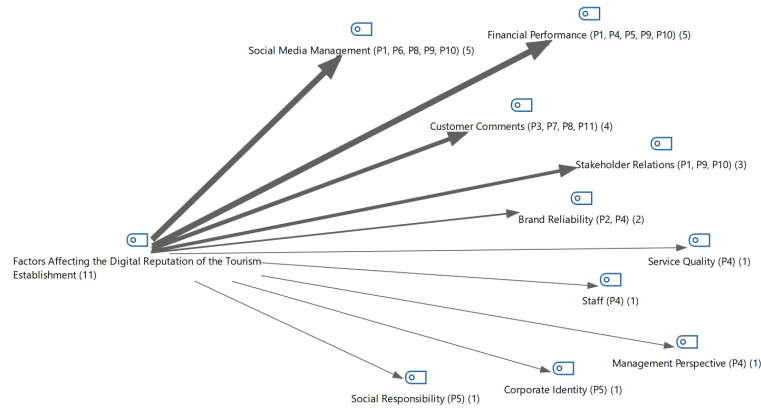 Financial Performance (P1, P4, P5, P9, P10) (5)
Social Media Management (P1, P6, P8, P9, P10) (5)
Customer Comments (P3, P7, P8, P11) (4)
Stakeholder Relations (P1, P9, P10) (3)
Brand Reliability (P2, P4) (2)
Factors Affecting the Digital Reputation of the Tourism
Establishment (11)
Service Quality (P4) (1)
Staff (P4) (1)
Management Perspective (P4) (1)
Corporate Identity (P5) (1)
Social Responsibility (P5) (1)